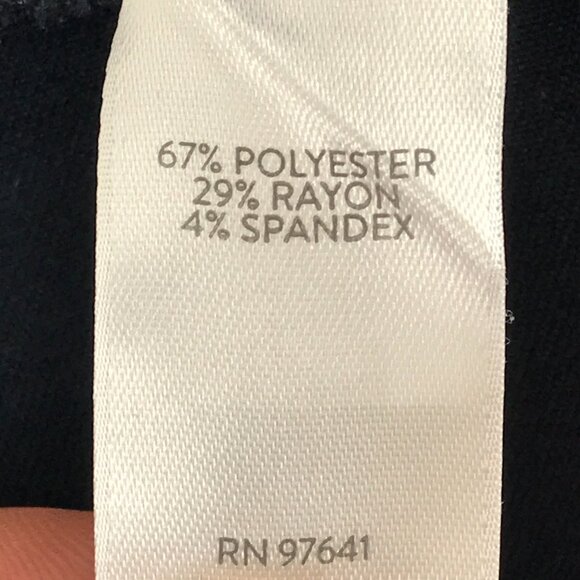 67% POLYESTER
29% RAYON
4% SPANDEX
RN 97641